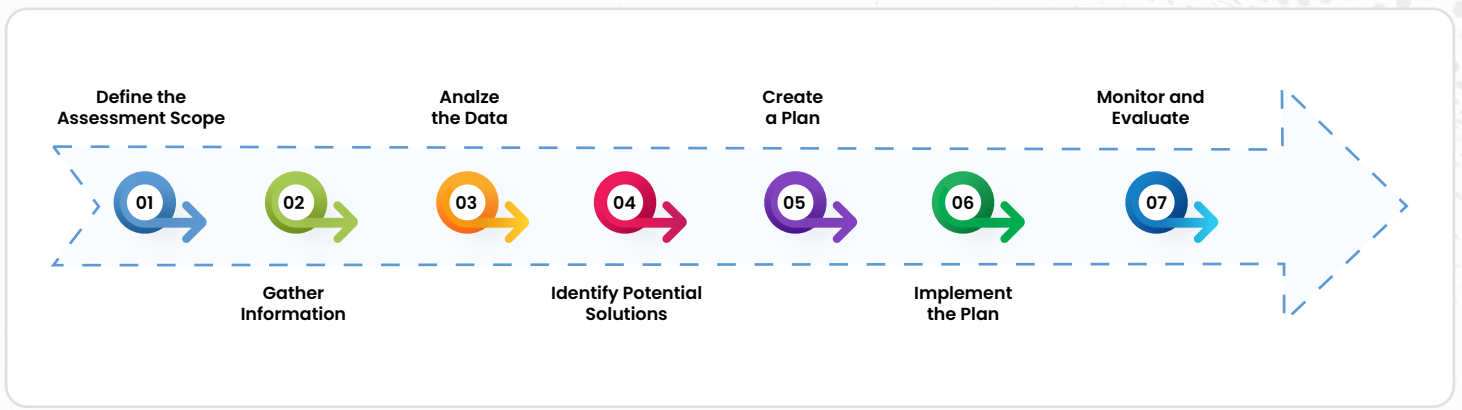 Define the
Assessment Scope
01
Gather
Information
02
Analze
the Data
03
Identify Potential
Solutions
04
Create
a Plan
05
Implement
the Plan
06
Monitor and
Evaluate
07